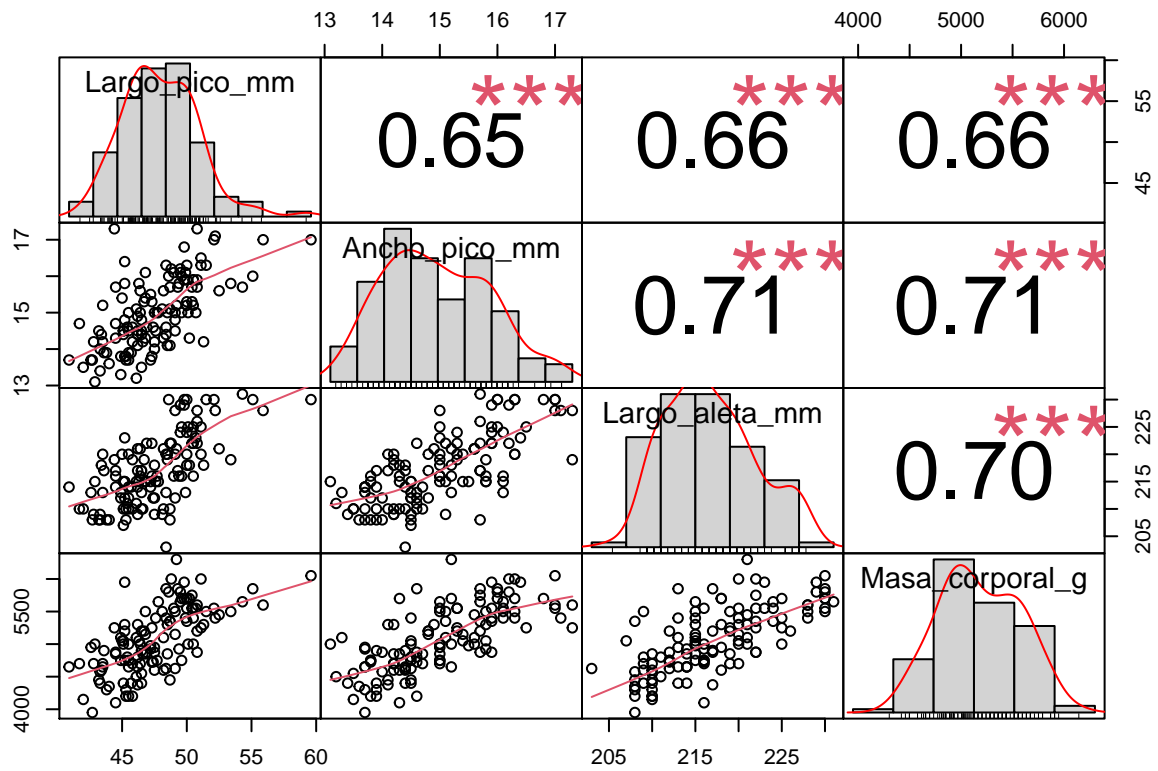 13 14 15 16 17 4000 5000 6000
Largo_pico_mm
0.65 ***
0.66 ***
0.66 ***
45 55
13 15 17
Ancho_pico_mm
0.71 ***
0.71 ***
Largo_aleta_mm
0.70 ***
205 215 225
4000 5500
Masa_corporal_g
45 50 55 60 205 215 225